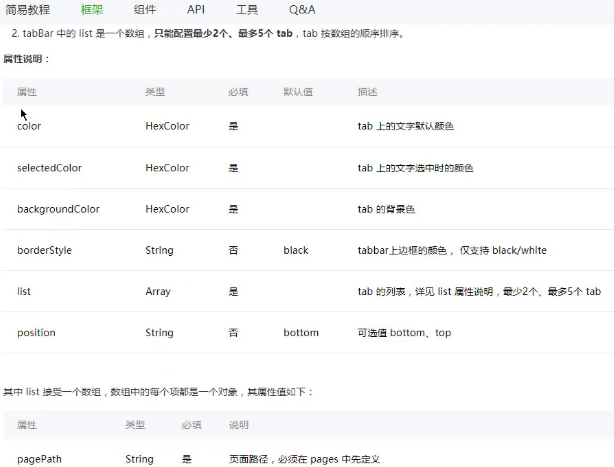 简易教程 框架 组件 API 工具 Q&A
2. tabBar 中的 list 是一个数组，只能配置最少2个、最多5个 tab，tab 按数组的顺序排序。
属性说明：
属性 类型 必填 默认值 描述
color HexColor 是 tab 上的文字默认颜色
selectedColor HexColor 是 tab 上的文字选中时的颜色
backgroundColor HexColor 是 tab 的背景色
borderStyle String 否 black tabbar上边框的颜色， 仅支持 black/white
list Array 是 tab 的列表，详见 list 属性说明，最少2个、最多5个 tab
position String 否 bottom 可选值 bottom、top
其中 list 接受一个数组，数组中的每个项都是一个对象，其属性值如下：
属性 类型 必填 说明
pagePath String 是 页面路径，必须在 pages 中先定义